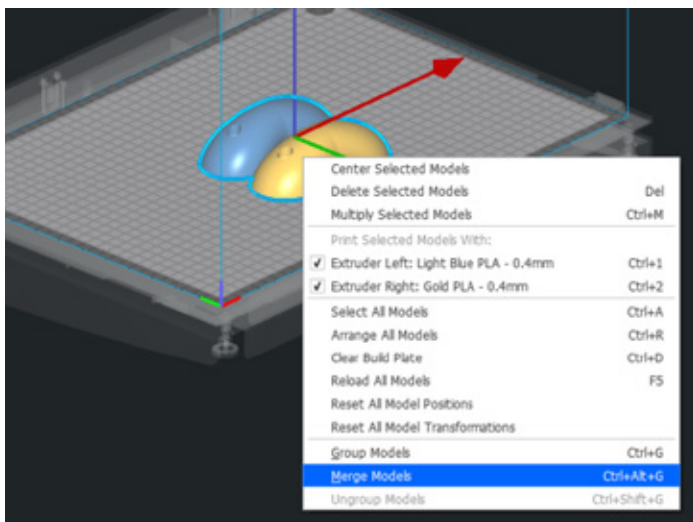 Center Selected Models
Delete Selected Models Del
Multiply Selected Models Ctrl+M
Print Selected Models With:
Extruder Left: Light Blue PLA - 0.4mm Ctrl+1
Extruder Right: Gold PLA - 0.4mm Ctrl+2
Select All Models Ctrl+A
Arrange All Models Ctrl+R
Clear Build Plate Ctrl+D
Reload All Models F5
Reset All Model Positions
Reset All Model Transformations
Group Models Ctrl+G
Merge Models Ctrl+Alt+G
Ungroup Models Ctrl+Shift+G